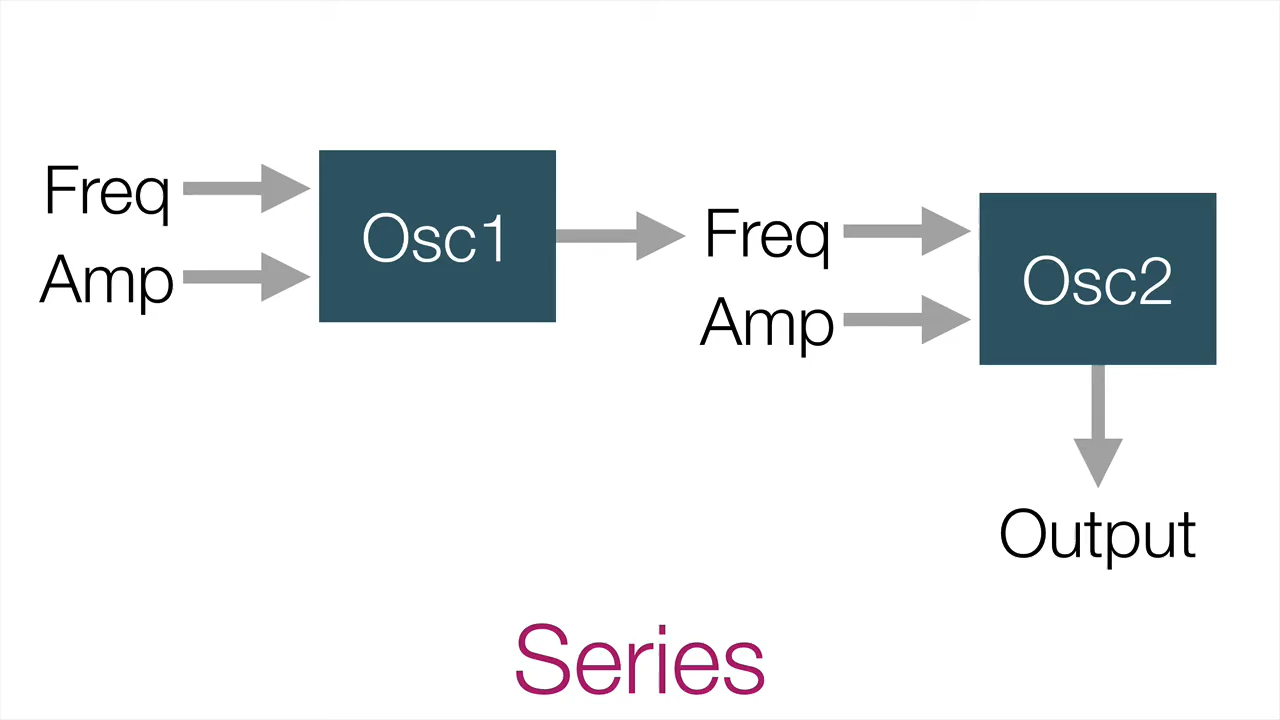 Freq
Amp
Osc1
Freq
Amp
Osc2
Output
Series